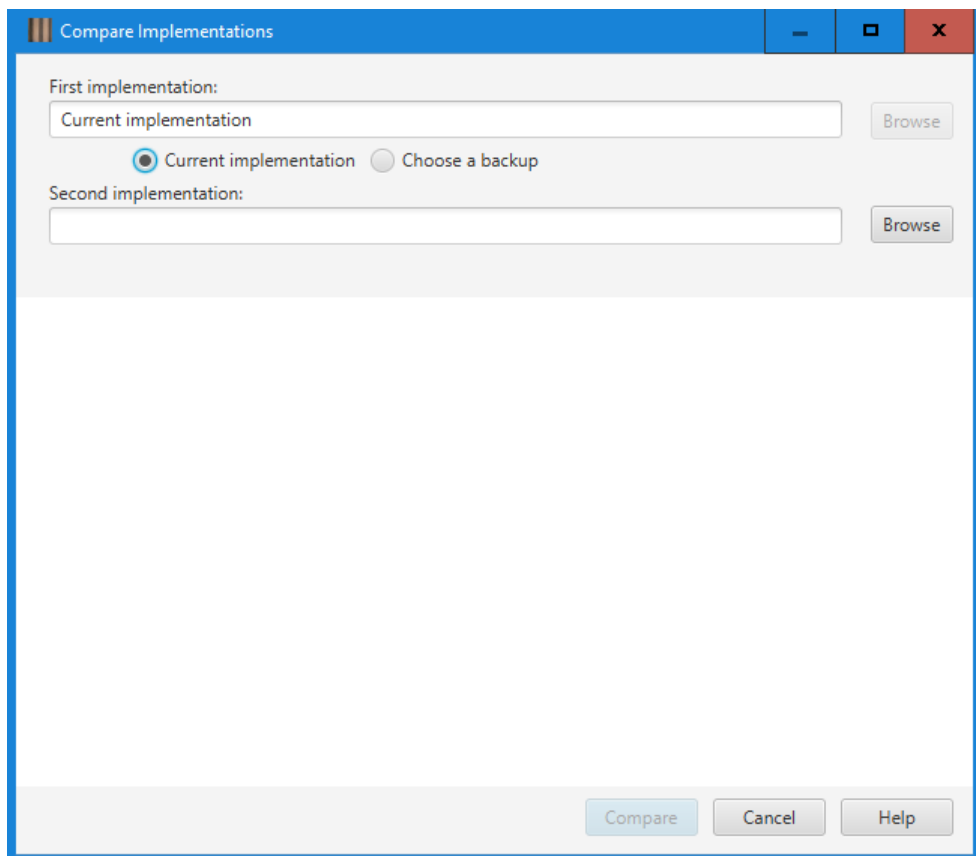 Compare Implementations
First implementation:
Current implementation
Browse
Current implementation Choose a backup
Second implementation:
Browse
Compare Cancel Help